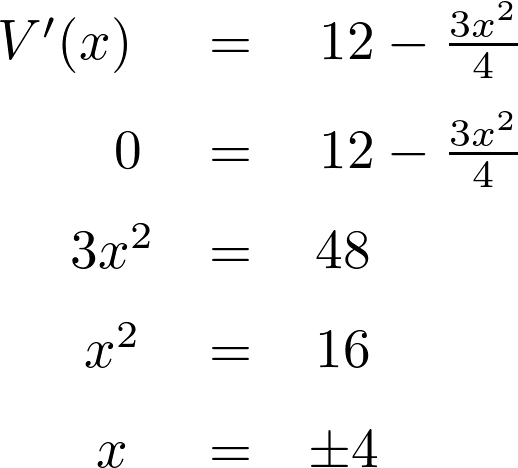 V′(x) = 12 − 3x²/4
0 = 12 − 3x²/4
3x² = 48
x² = 16
x = ±4